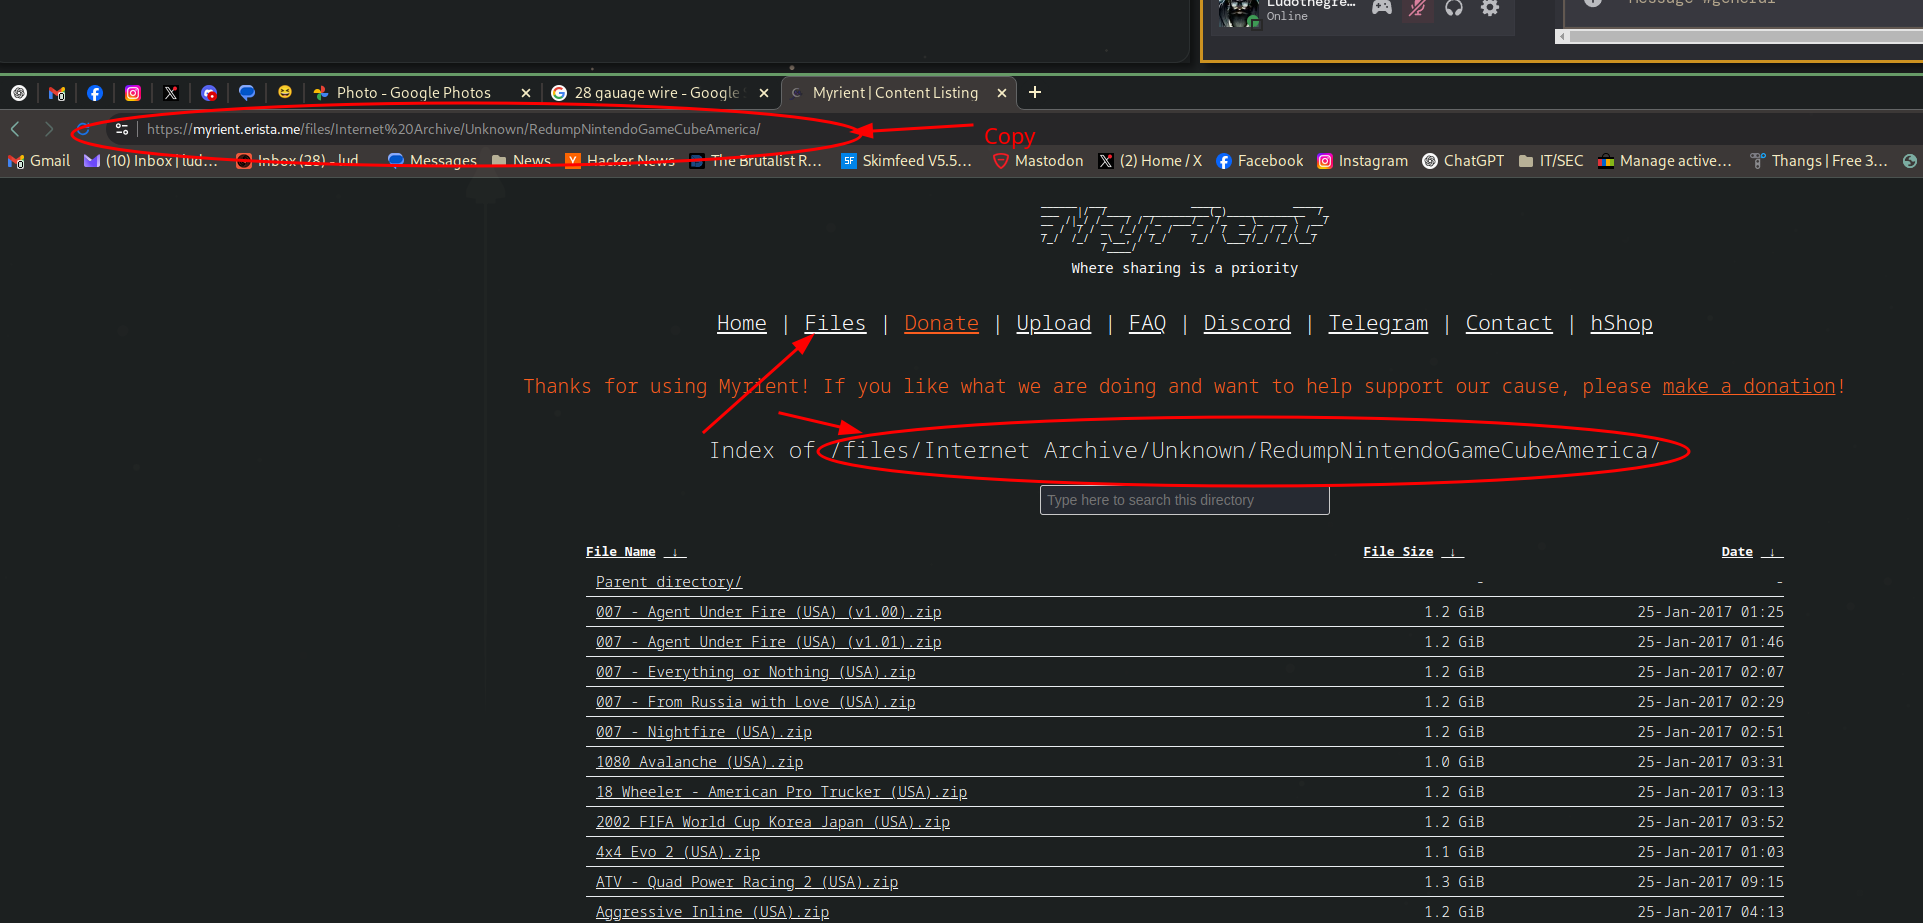 Ludothegre... 
Online
Message #general
Photo - Google Photos
28 gauage wire - Google
Myrient | Content Listing
https://myrient.erista.me/files/Internet%20Archive/Unknown/RedumpNintendoGameCubeAmerica/
Copy
Gmail
(10) Inbox | lud...
Inbox (28) - lud...
Messages
News
Hacker News
The Brutalist R...
Skimfeed V5.5...
Mastodon
(2) Home / X
Facebook
Instagram
ChatGPT
IT/SEC
Manage active...
Thangs | Free 3...
Myrient
Where sharing is a priority
Home | Files | Donate | Upload | FAQ | Discord | Telegram | Contact | hShop
Thanks for using Myrient! If you like what we are doing and want to help support our cause, please make a donation!
Index of /files/Internet Archive/Unknown/RedumpNintendoGameCubeAmerica/
Type here to search this directory
File Name ↓ File Size ↓ Date ↓
Parent directory/ - -
007 - Agent Under Fire (USA) (v1.00).zip 1.2 GiB 25-Jan-2017 01:25
007 - Agent Under Fire (USA) (v1.01).zip 1.2 GiB 25-Jan-2017 01:46
007 - Everything or Nothing (USA).zip 1.2 GiB 25-Jan-2017 02:07
007 - From Russia with Love (USA).zip 1.2 GiB 25-Jan-2017 02:29
007 - Nightfire (USA).zip 1.2 GiB 25-Jan-2017 02:51
1080 Avalanche (USA).zip 1.0 GiB 25-Jan-2017 03:31
18 Wheeler - American Pro Trucker (USA).zip 1.2 GiB 25-Jan-2017 03:13
2002 FIFA World Cup Korea Japan (USA).zip 1.2 GiB 25-Jan-2017 03:52
4x4 Evo 2 (USA).zip 1.1 GiB 25-Jan-2017 01:03
ATV - Quad Power Racing 2 (USA).zip 1.3 GiB 25-Jan-2017 09:15
Aggressive Inline (USA).zip 1.2 GiB 25-Jan-2017 04:13